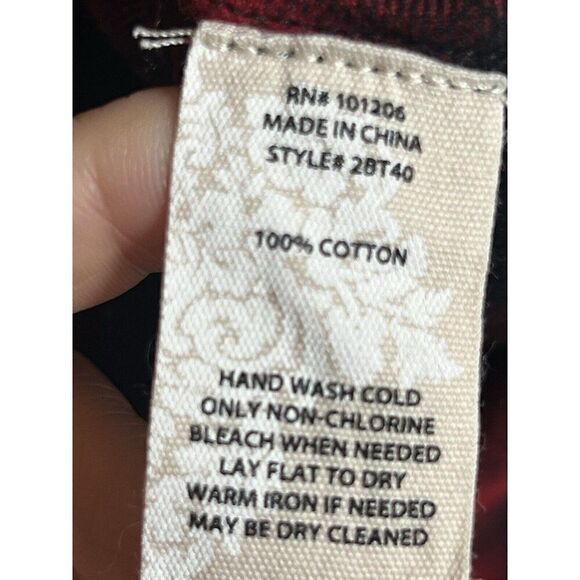 RN# 101206
MADE IN CHINA
STYLE# 2BT40
100% COTTON
HAND WASH COLD
ONLY NON-CHLORINE
BLEACH WHEN NEEDED
LAY FLAT TO DRY
WARM IRON IF NEEDED
MAY BE DRY CLEANED